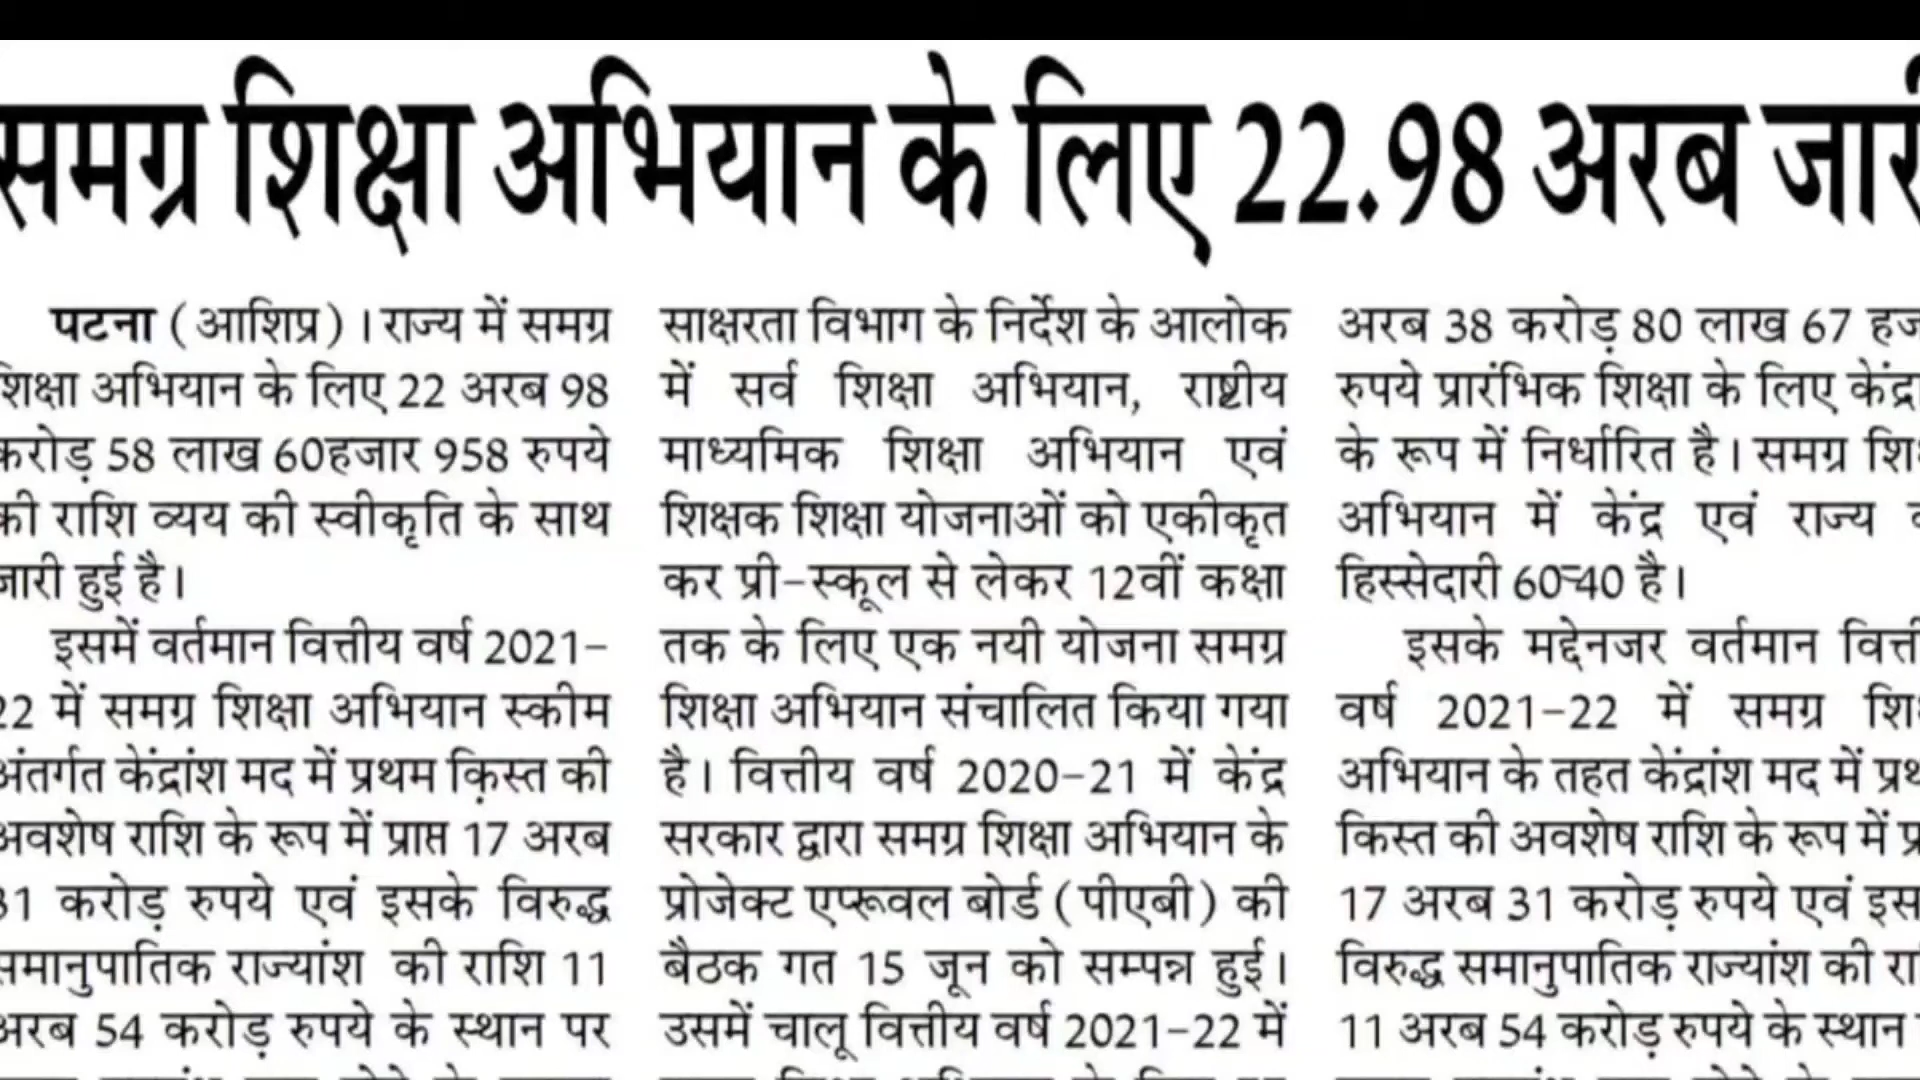 समग्र शिक्षा अभियान के लिए 22.98 अरब जारी
पटना (आशिप्र)। राज्य में समग्र
शिक्षा अभियान के लिए 22 अरब 98
करोड़ 58 लाख 60हजार 958 रुपये
की राशि व्यय की स्वीकृति के साथ
जारी हुई है।
इसमें वर्तमान वित्तीय वर्ष 2021-
22 में समग्र शिक्षा अभियान स्कीम
अंतर्गत केंद्रांश मद में प्रथम क़िस्त की
अवशेष राशि के रूप में प्राप्त 17 अरब
31 करोड़ रुपये एवं इसके विरुद्ध
समानुपातिक राज्यांश की राशि 11
अरब 54 करोड़ रुपये के स्थान पर
साक्षरता विभाग के निर्देश के आलोक
में सर्व शिक्षा अभियान, राष्ट्रीय
माध्यमिक शिक्षा अभियान एवं
शिक्षक शिक्षा योजनाओं को एकीकृत
कर प्री-स्कूल से लेकर 12वीं कक्षा
तक के लिए एक नयी योजना समग्र
शिक्षा अभियान संचालित किया गया
है। वित्तीय वर्ष 2020-21 में केंद्र
सरकार द्वारा समग्र शिक्षा अभियान के
प्रोजेक्ट एप्रूवल बोर्ड (पीएबी) की
बैठक गत 15 जून को सम्पन्न हुई।
उसमें चालू वित्तीय वर्ष 2021-22 में
अरब 38 करोड़ 80 लाख 67
रुपये प्रारंभिक शिक्षा के लिए
के रूप में निर्धारित है। समग्र
अभियान में केंद्र एवं राज्य
हिस्सेदारी 60-40 है।
इसके मद्देनजर वर्तमान
वर्ष 2021-22 में समग्र
अभियान के तहत केंद्रांश मद में
किस्त की अवशेष राशि के रूप में
17 अरब 31 करोड़ रुपये एवं
विरुद्ध समानुपातिक राज्यांश की
11 अरब 54 करोड़ रुपये के स्थान